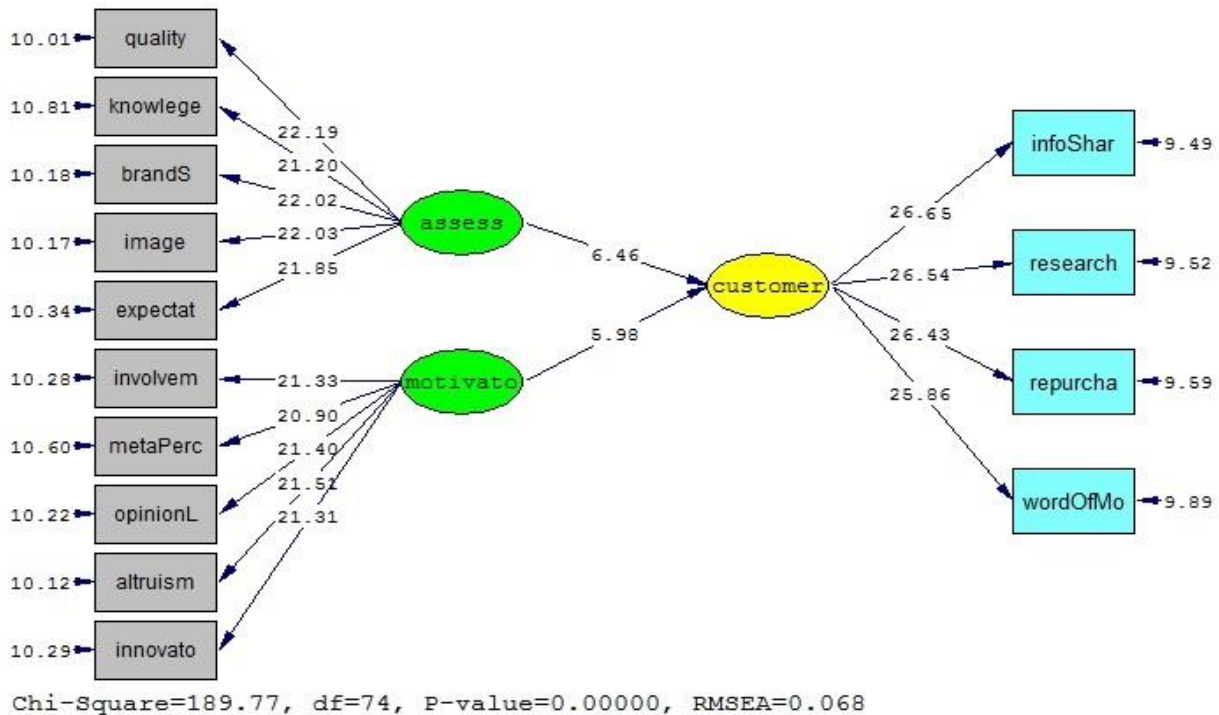 10.01 quality
10.81 knowlege
10.18 brandS
10.17 image
10.34 expectat
10.28 involvem
10.60 metaPerc
10.22 opinionL
10.12 altruism
10.29 innovato
22.19
21.20
22.02
22.03
21.85
21.33
20.90
21.40
21.51
21.31
assess
motivato
6.46
5.98
customer
26.65
26.54
26.43
25.86
infoShar 9.49
research 9.52
repurcha 9.59
wordOfMo 9.89
Chi-Square=189.77, df=74, P-value=0.00000, RMSEA=0.068